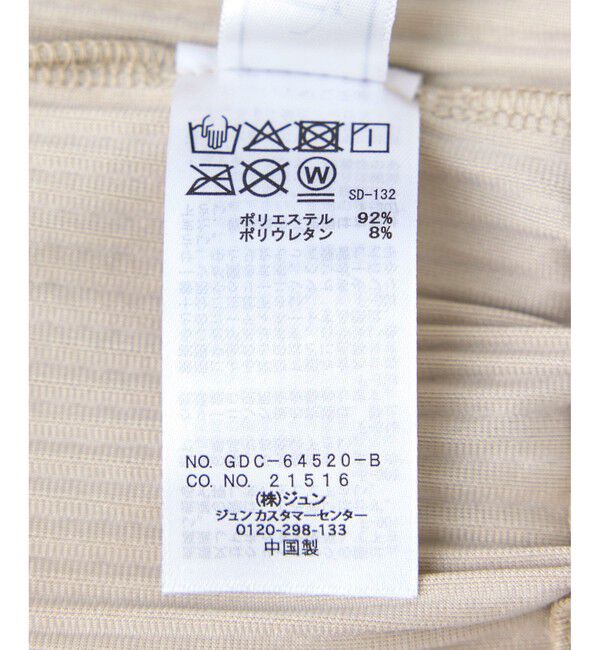 W
SD-132
ポリエステル 92%
ポリウレタン 8%
NO. GDC-64520-B
CO. NO. 21516
(株)ジュン
ジュンカスタマーセンター
0120-298-133
中国製